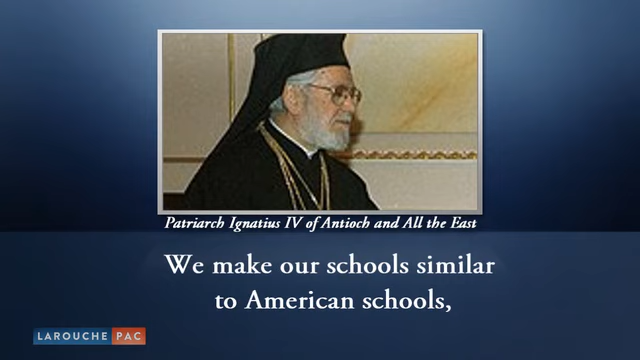 Patriarch Ignatius IV of Antioch and All the East
We make our schools similar
to American schools,
LAROUCHE PAC